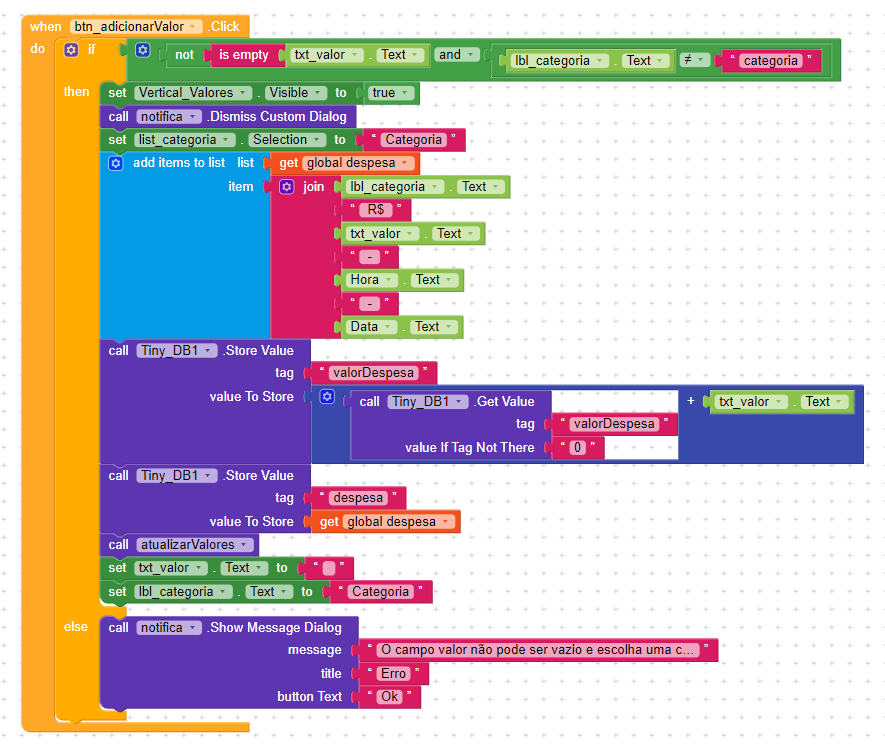 when btn_adicionarValor .Click
do if not is empty txt_valor . Text and lbl_categoria . Text ≠ “ categoria ”
then set Vertical_Valores . Visible to true
call notifica .Dismiss Custom Dialog
set list_categoria . Selection to “ Categoria ”
add items to list list get global despesa
item join lbl_categoria . Text
“ R$ ”
txt_valor . Text
“ - ”
Hora . Text
“ - ”
Data . Text
call Tiny_DB1 .Store Value
tag “ valorDespesa ”
value To Store call Tiny_DB1 .Get Value + txt_valor . Text
tag “ valorDespesa ”
value If Tag Not There “ 0 ”
call Tiny_DB1 .Store Value
tag “ despesa ”
value To Store get global despesa
call atualizarValores
set txt_valor . Text to “ ”
set lbl_categoria . Text to “ Categoria ”
else call notifica .Show Message Dialog
message “ O campo valor não pode ser vazio e escolha uma c... ”
title “ Erro ”
button Text “ Ok ”